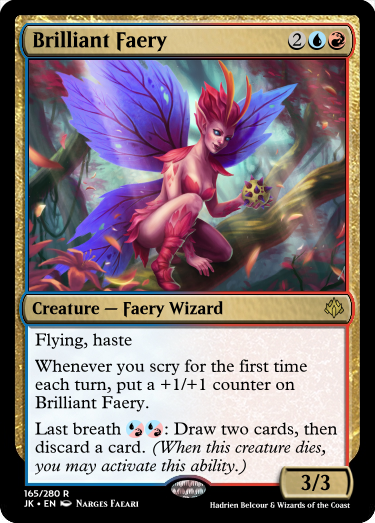 Brilliant Faery 2
Creature — Faery Wizard
Flying, haste
Whenever you scry for the first time
each turn, put a +1/+1 counter on
Brilliant Faery.
Last breath : Draw two cards, then
discard a card. (When this creature dies,
you may activate this ability.)
3/3
165/280 R
JK • EN Narges Faeari
Hadrien Belcour & Wizards of the Coast